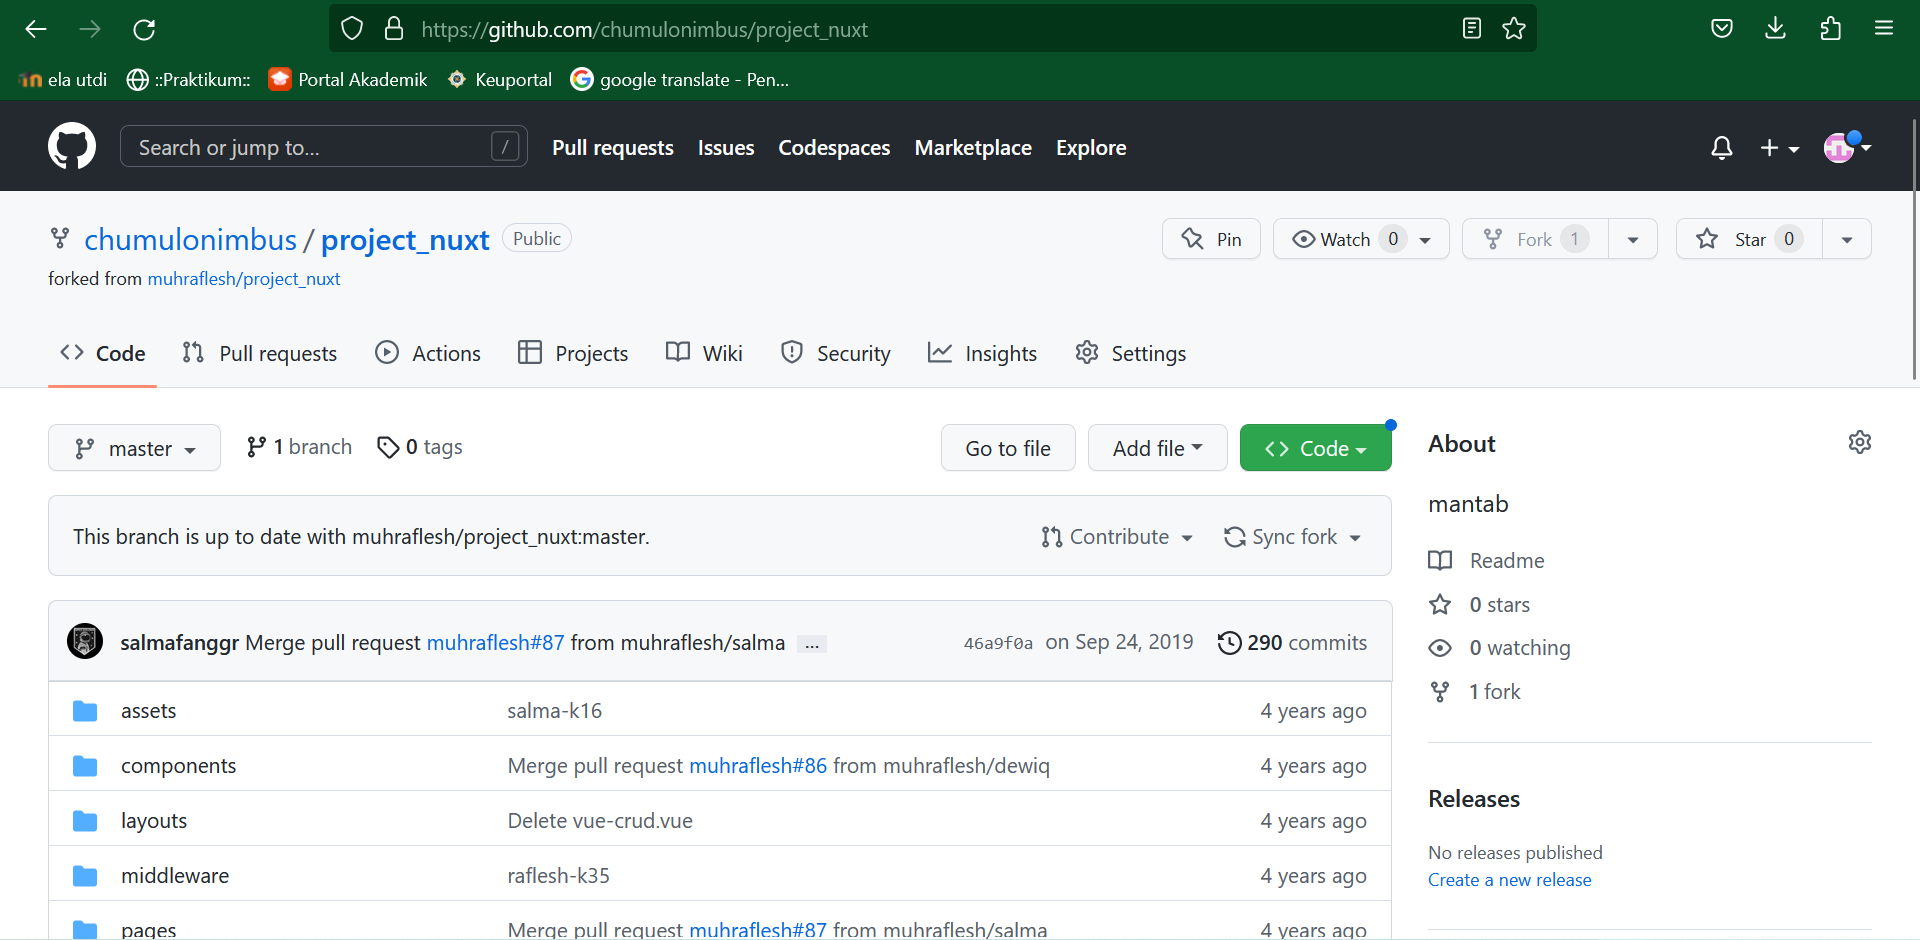 https://github.com/chumulonimbus/project_nuxt
ela utdi ::Praktikum:: Portal Akademik Keuportal google translate - Pen...
Search or jump to... / Pull requests Issues Codespaces Marketplace Explore
chumulonimbus / project_nuxt Public Pin Watch 0 Fork 1 Star 0
forked from muhraflesh/project_nuxt
Code Pull requests Actions Projects Wiki Security Insights Settings
master 1 branch 0 tags Go to file Add file Code
This branch is up to date with muhraflesh/project_nuxt:master. Contribute Sync fork
salmafanggr Merge pull request muhraflesh#87 from muhraflesh/salma ... 46a9f0a on Sep 24, 2019 290 commits
assets salma-k16 4 years ago
components Merge pull request muhraflesh#86 from muhraflesh/dewiq 4 years ago
layouts Delete vue-crud.vue 4 years ago
middleware raflesh-k35 4 years ago
pages Merge pull request muhraflesh#87 from muhraflesh/salma 4 years ago
About
mantab
Readme
0 stars
0 watching
1 fork
Releases
No releases published
Create a new release